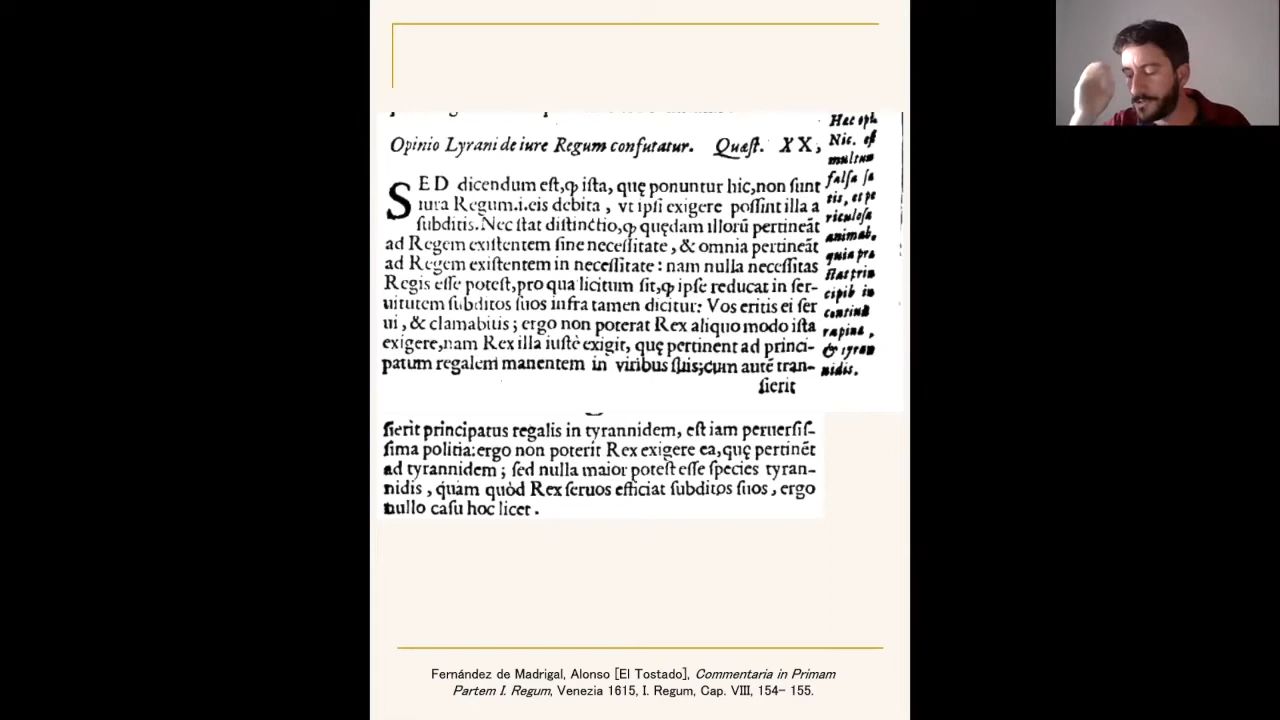 Opinio Lyrani de iure Regum confutatur. Quæst. XX,
SED dicendum est, ꝙ ista, quę ponuntur hic, non sunt
iura Regum .i. eis debita, vt ipsi exigere possint illa a
subditis. Nec stat distinctio, ꝙ quędam illorũ pertineãt
ad Regem existentem sine necessitate, & omnia pertineãt
ad Regem existentem in necessitate: nam nulla necessitas
Regis esse potest, pro qua licitum sit, ꝙ ipse reducat in ser-
uitutem subditos suos infra tamen dicitur: Vos eritis ei ser
ui, & clamabitis; ergo non poterat Rex aliquo modo ista
exigere, nam Rex illa iustè exigit, quę pertinent ad princi-
patum regalem manentem in viribus suis; cum autẽ tran-
sierit
Hæc opi.
Nic. est
multum
falsa sa
tis, et pe
riculosa
animab.
quia præ
stat prin
cipib in
centiuũ
rapinæ,
& tyran
nidis.
sierit principatus regalis in tyrannidem, est iam peruersis-
sima politia: ergo non poterit Rex exigere ea, quę pertinẽt
ad tyrannidem; sed nulla maior potest esse species tyran-
nidis, quam quòd Rex seruos efficiat subditos suos, ergo
nullo casu hoc licet.
Fernández de Madrigal, Alonso [El Tostado], Commentaria in Primam
Partem I. Regum, Venezia 1615, I. Regum, Cap. VIII, 154- 155.